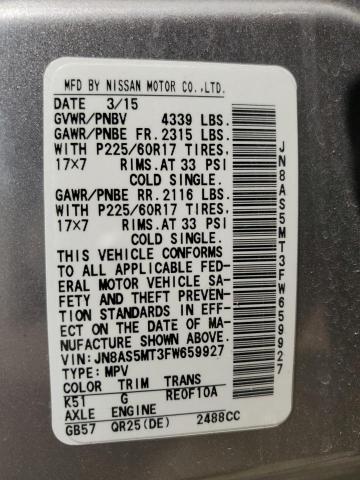 MFD BY NISSAN MOTOR CO.,LTD.
DATE 3/15
GVWR/PNBV 4339 LBS.
GAWR/PNBE FR. 2315 LBS.
WITH P225/60R17 TIRES,
17×7 RIMS.AT 33 PSI
COLD SINGLE.
GAWR/PNBE RR. 2116 LBS.
WITH P225/60R17 TIRES,
17×7 RIMS.AT 33 PSI
COLD SINGLE.
THIS VEHICLE CONFORMS
TO ALL APPLICABLE FED-
ERAL MOTOR VEHICLE SA-
FETY AND THEFT PREVEN-
TION STANDARDS IN EFF-
ECT ON THE DATE OF MA-
NUFACTURE SHOWN ABOVE.
VIN:JN8AS5MT3FW659927
TYPE:MPV
COLOR TRIM TRANS
K51 G RE0F10A
AXLE ENGINE
GB57 QR25(DE) 2488CC
JN8AS5MT3FW659927